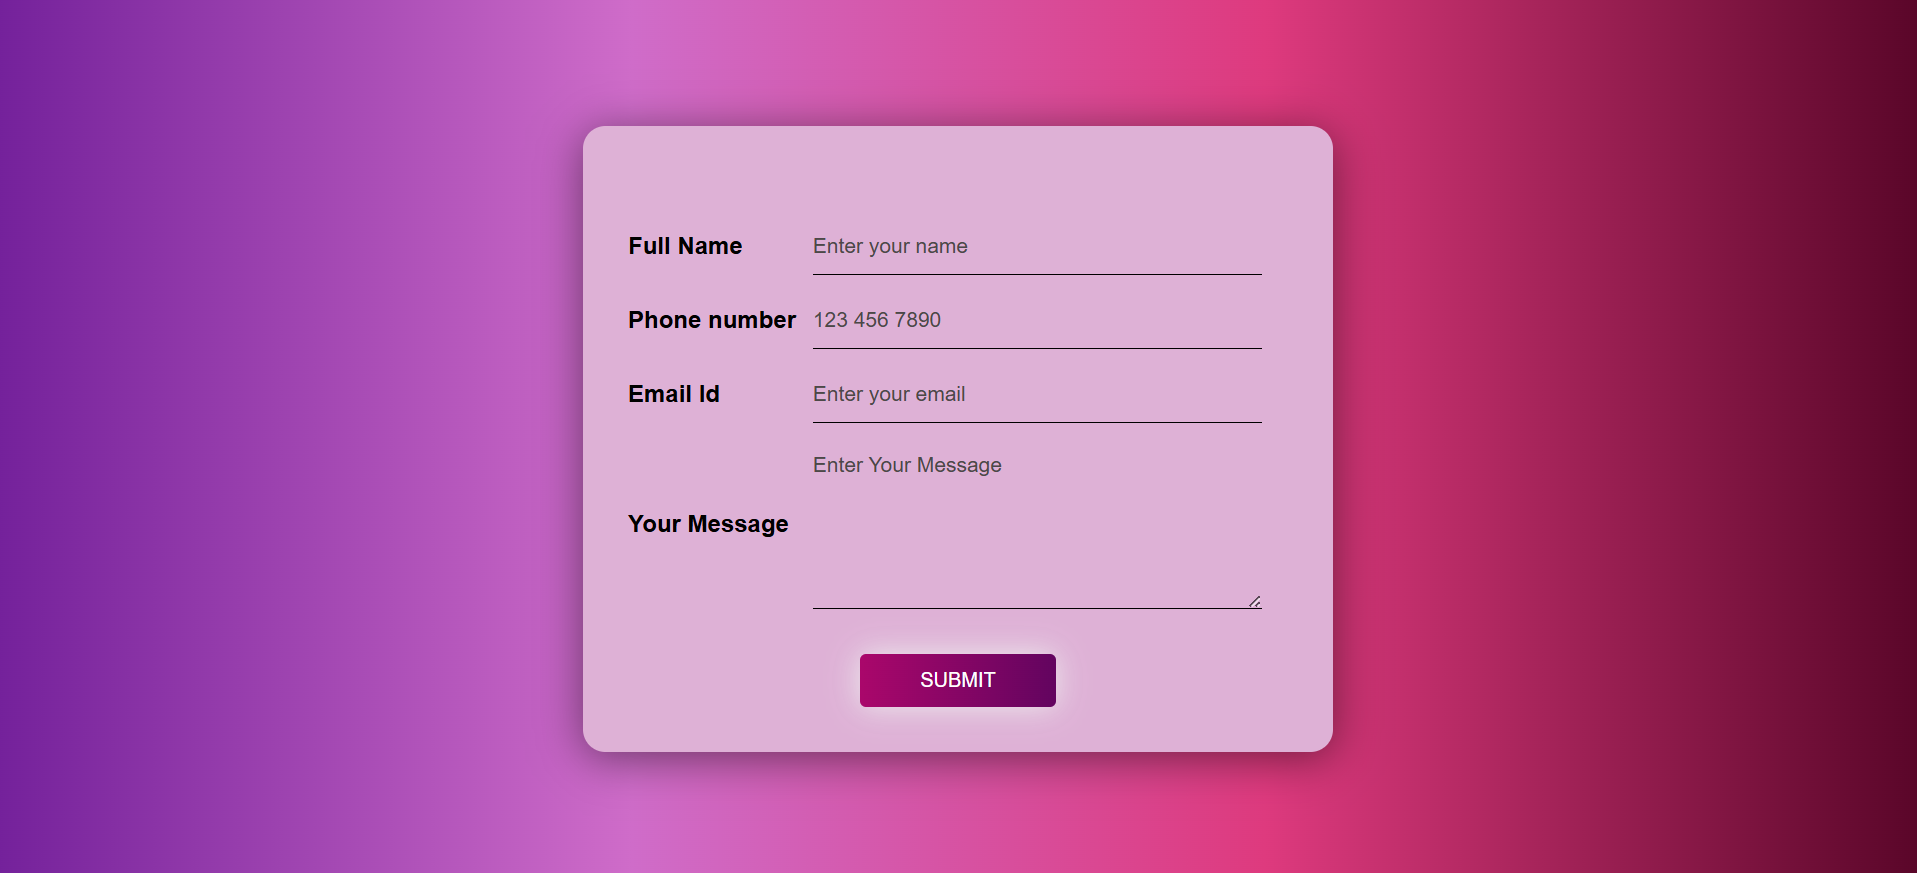 Full Name Enter your name
Phone number 123 456 7890
Email Id Enter your email
Enter Your Message
Your Message
SUBMIT